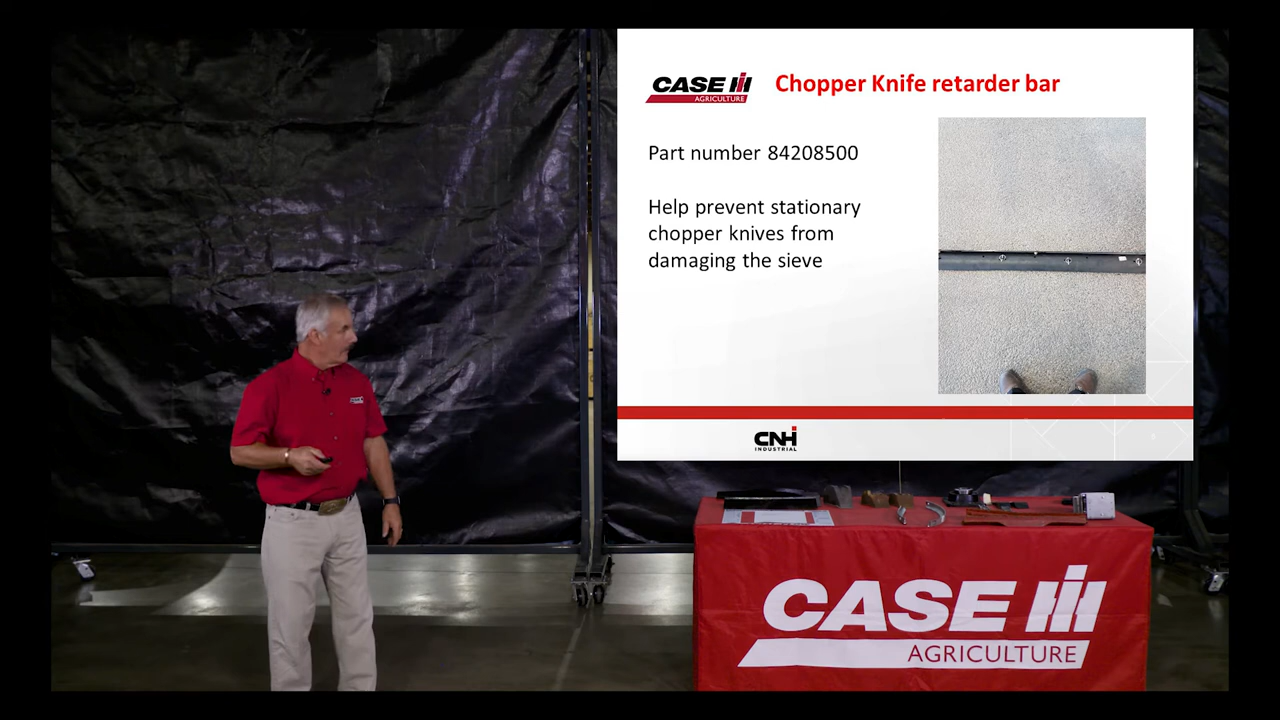 CASE IH
AGRICULTURE
Chopper Knife retarder bar
Part number 84208500
Help prevent stationary
chopper knives from
damaging the sieve
CNH
INDUSTRIAL
CASE IH
AGRICULTURE